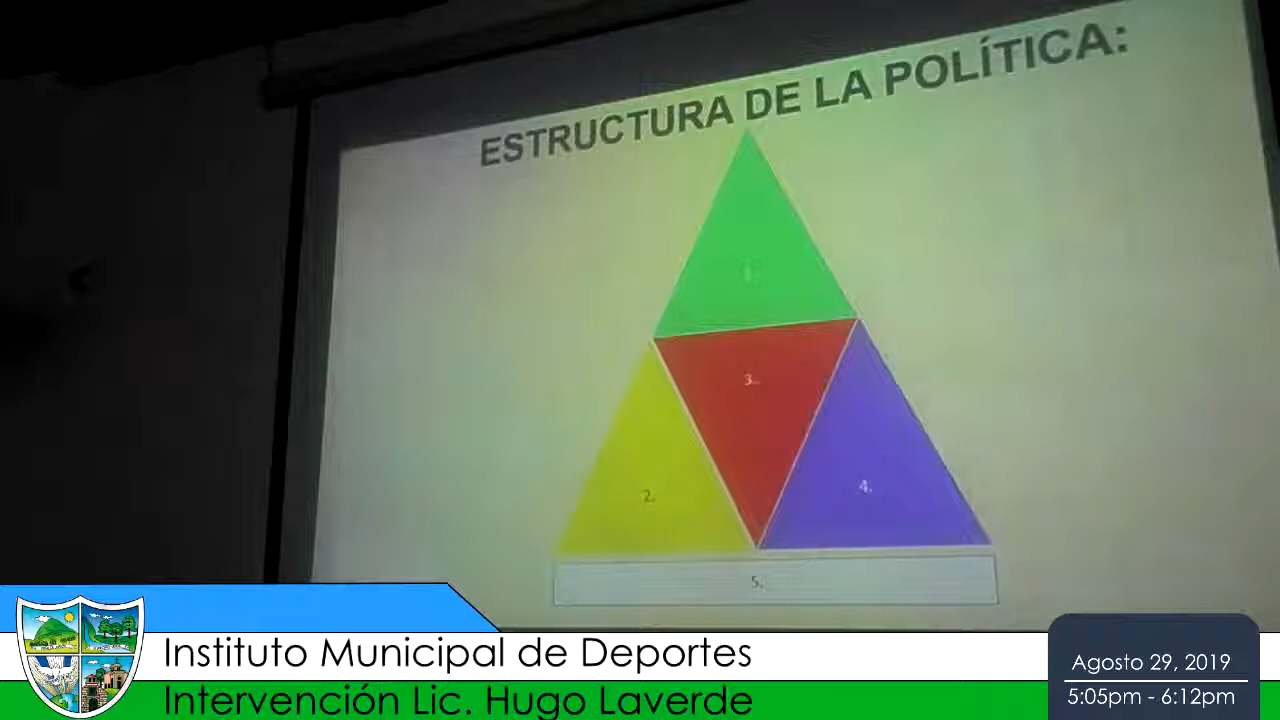 ESTRUCTURA DE LA POLÍTICA:
1.
3.
2.
4.
5.
Instituto Municipal de Deportes
Intervención Lic. Hugo Laverde
Agosto 29, 2019
5:05pm - 6:12pm